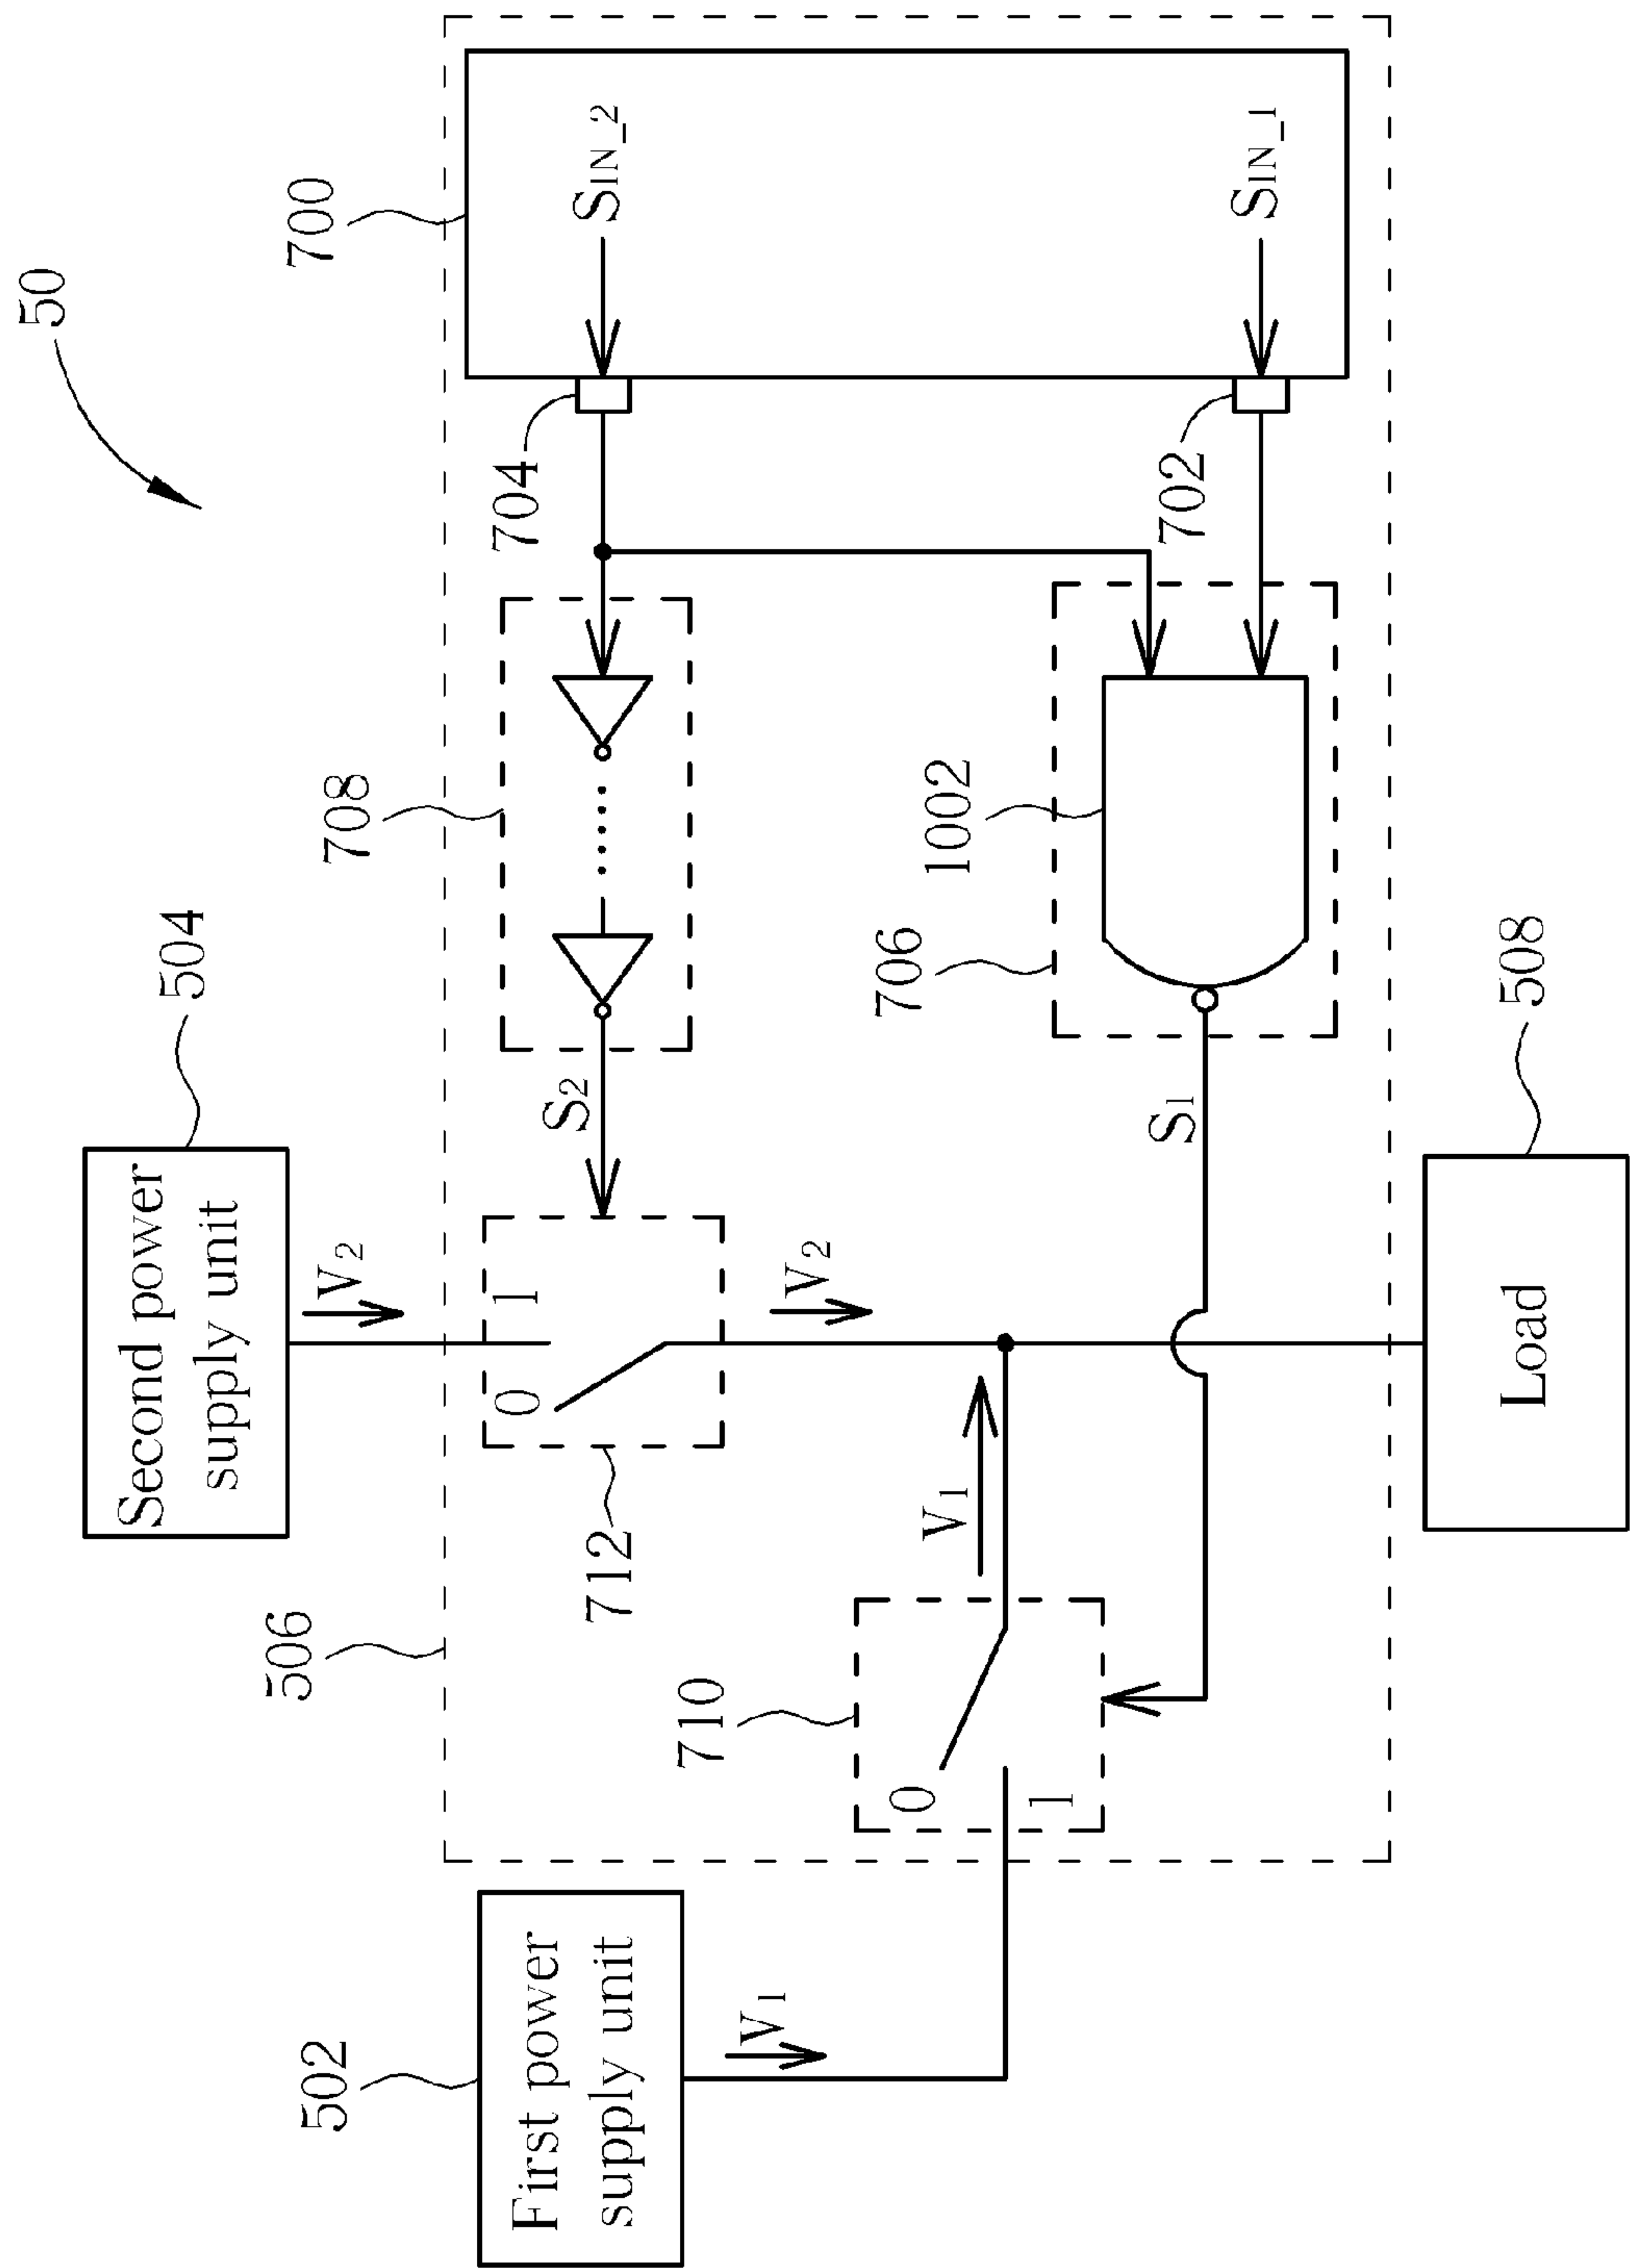 50
700
S_IN_2
S_IN_1
704
702
708
1002
706
S2
S1
504
Second power
supply unit
V2
1
0
V2
712
506
V1
710
0
1
508
Load
502
First power
supply unit
V1